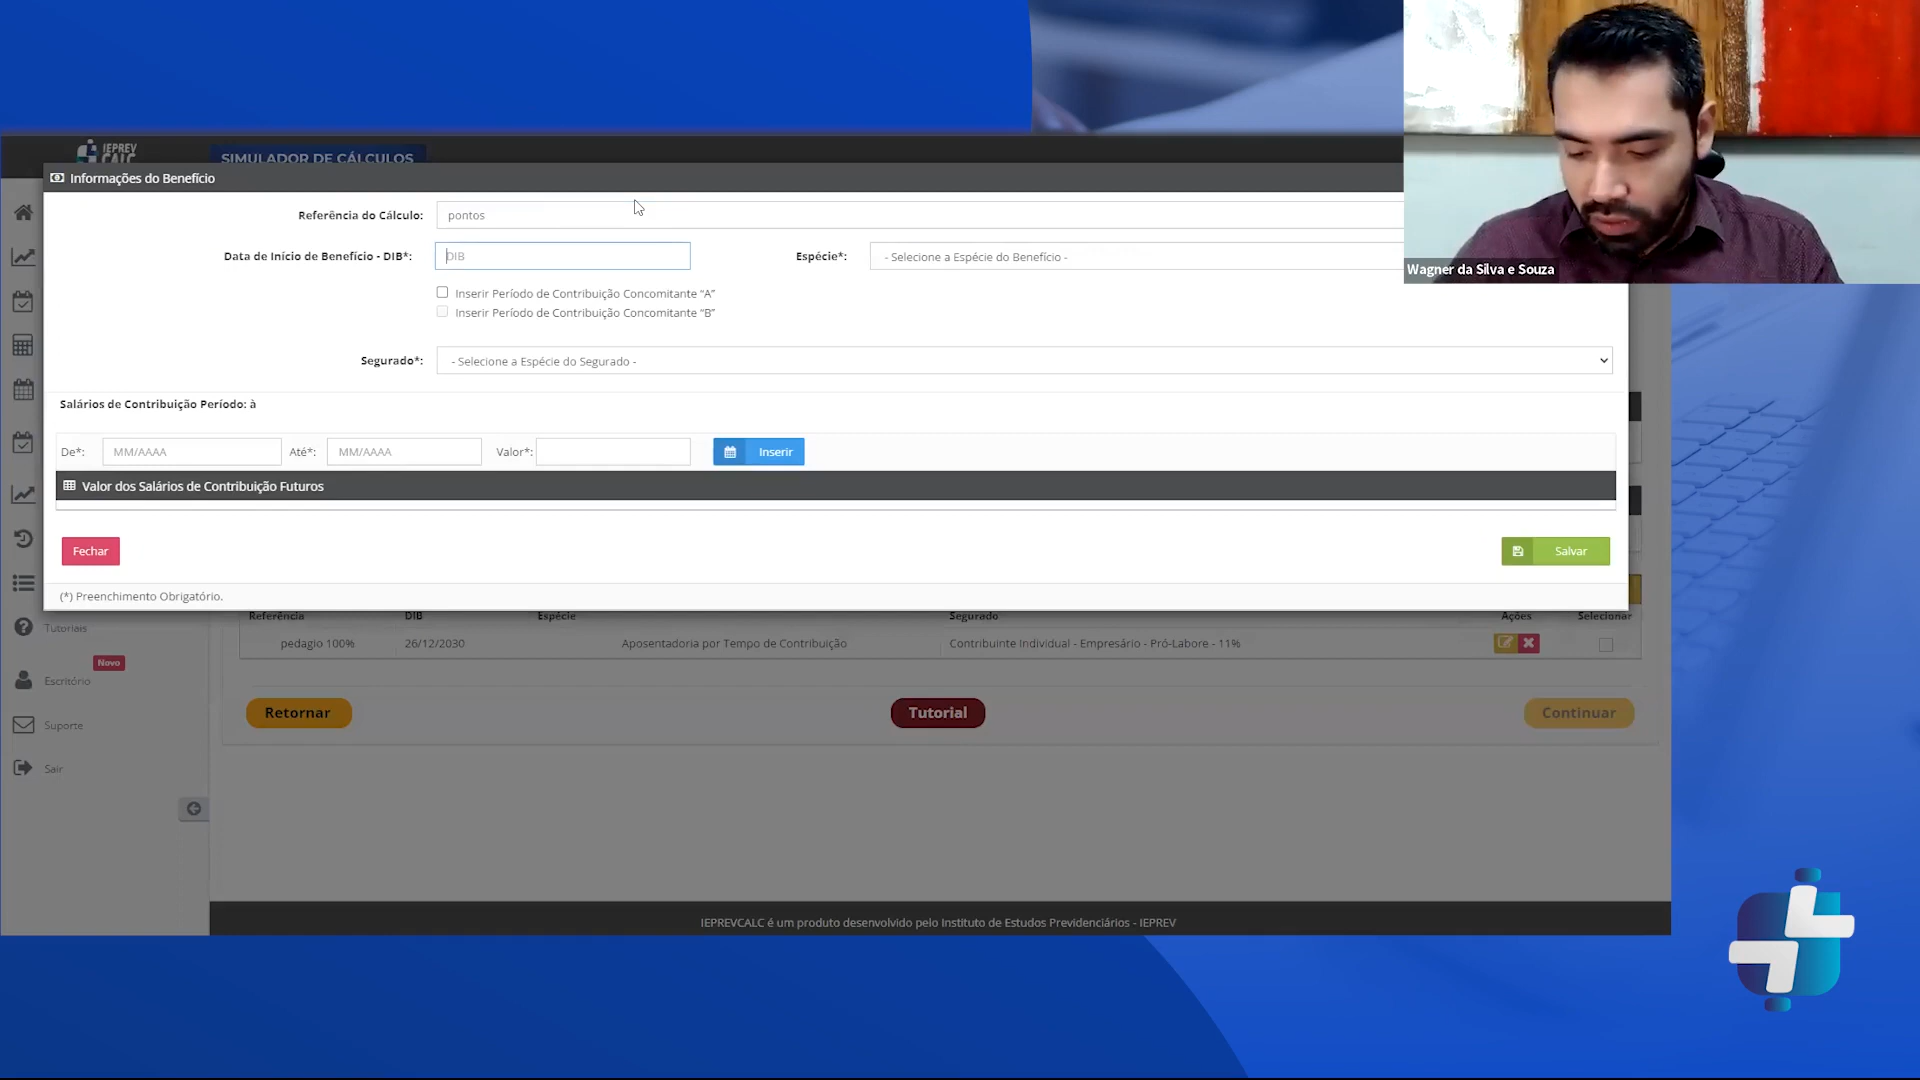 IEPREV
CALC
SIMULADOR DE CÁLCULOS
Informações do Benefício
Referência do Cálculo: pontos
Data de Início de Benefício - DIB*: DIB
Espécie*: - Selecione a Espécie do Benefício -
Inserir Período de Contribuição Concomitante “A”
Inserir Período de Contribuição Concomitante “B”
Segurado*: - Selecione a Espécie do Segurado -
Salários de Contribuição Período: à
De*: MM/AAAA Até*: MM/AAAA Valor*: Inserir
Valor dos Salários de Contribuição Futuros
Fechar
Salvar
(*) Preenchimento Obrigatório.
Referência DIB Espécie Segurado Ações Selecionar
pedagio 100% 26/12/2030 Aposentadoria por Tempo de Contribuição Contribuinte Individual - Empresário - Pró-Labore - 11%
Retornar
Tutorial
Continuar
Tutoriais
Novo
Escritório
Suporte
Sair
IEPREVCALC é um produto desenvolvido pelo Instituto de Estudos Previdenciários - IEPREV
Wagner da Silva e Souza